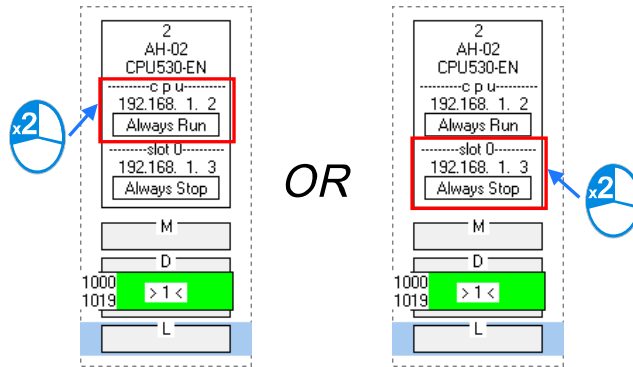 2
AH-02
CPU530-EN
--------c p u--------
192.168. 1. 2
Always Run
--------slot 0--------
192.168. 1. 3
Always Stop
M
D
1000
1019
> 1 <
L
x2
OR
2
AH-02
CPU530-EN
--------c p u--------
192.168. 1. 2
Always Run
--------slot 0--------
192.168. 1. 3
Always Stop
M
D
1000
1019
> 1 <
L
x2